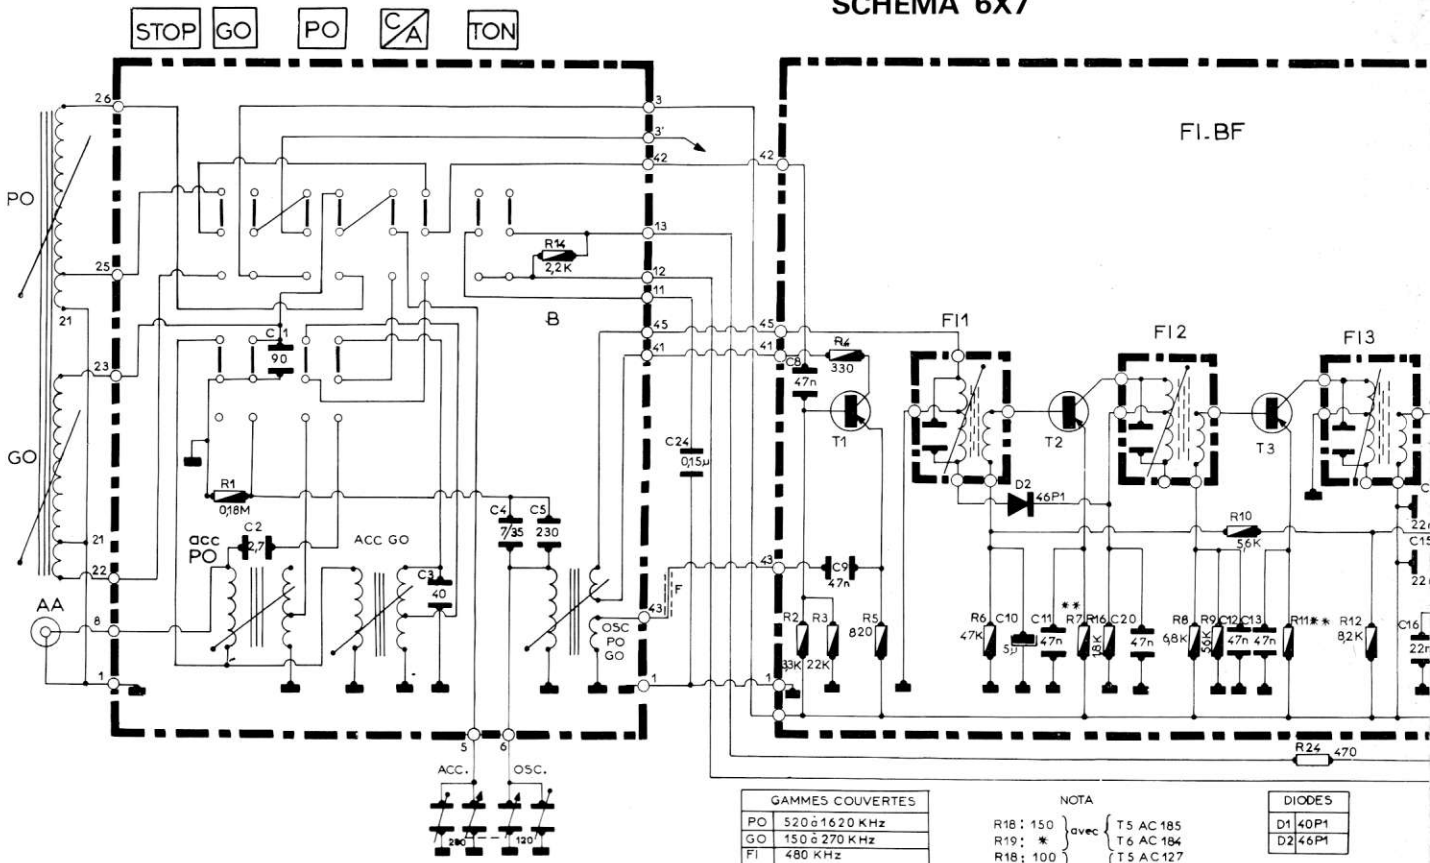 SCHEMA 6X7
STOP GO PO C/A TON
26
3
3'
42
42
FI.BF
PO
13
R14
2,2K
25
12
11
21
B
45
45
FI1
FI2
FI3
C 1
90
41
41
R4
330
C8
47n
23
T1
T2
T3
GO
C24
0,15µ
R1
0,18M
D2
46P1
C4
7/35
C5
230
R10
56K
C
22n
C15
22n
21
acc
PO
C2
2,7
ACC GO
22
C3
40
43
C9
47n
F
AA
8
43
OSC
PO
GO
R2
33K
R3
22K
R5
820
R6
47K
C10
5µ
C11
47n
**
R7
R16
1,8K
C20
47n
R8
6,8K
R9
56K
C12
47n
C13
47n
R11**
R12
8,2K
C16
22n
1
1
1
5
6
R24 470
ACC. OSC.
280
120
GAMMES COUVERTES
PO 520 à 1620 KHz
GO 150 à 270 KHz
FI 480 KHz
NOTA
R18: 150
R19: *
avec
T5 AC 185
T6 AC 184
R18: 100
T5 AC 127
DIODES
D1 40P1
D2 46P1